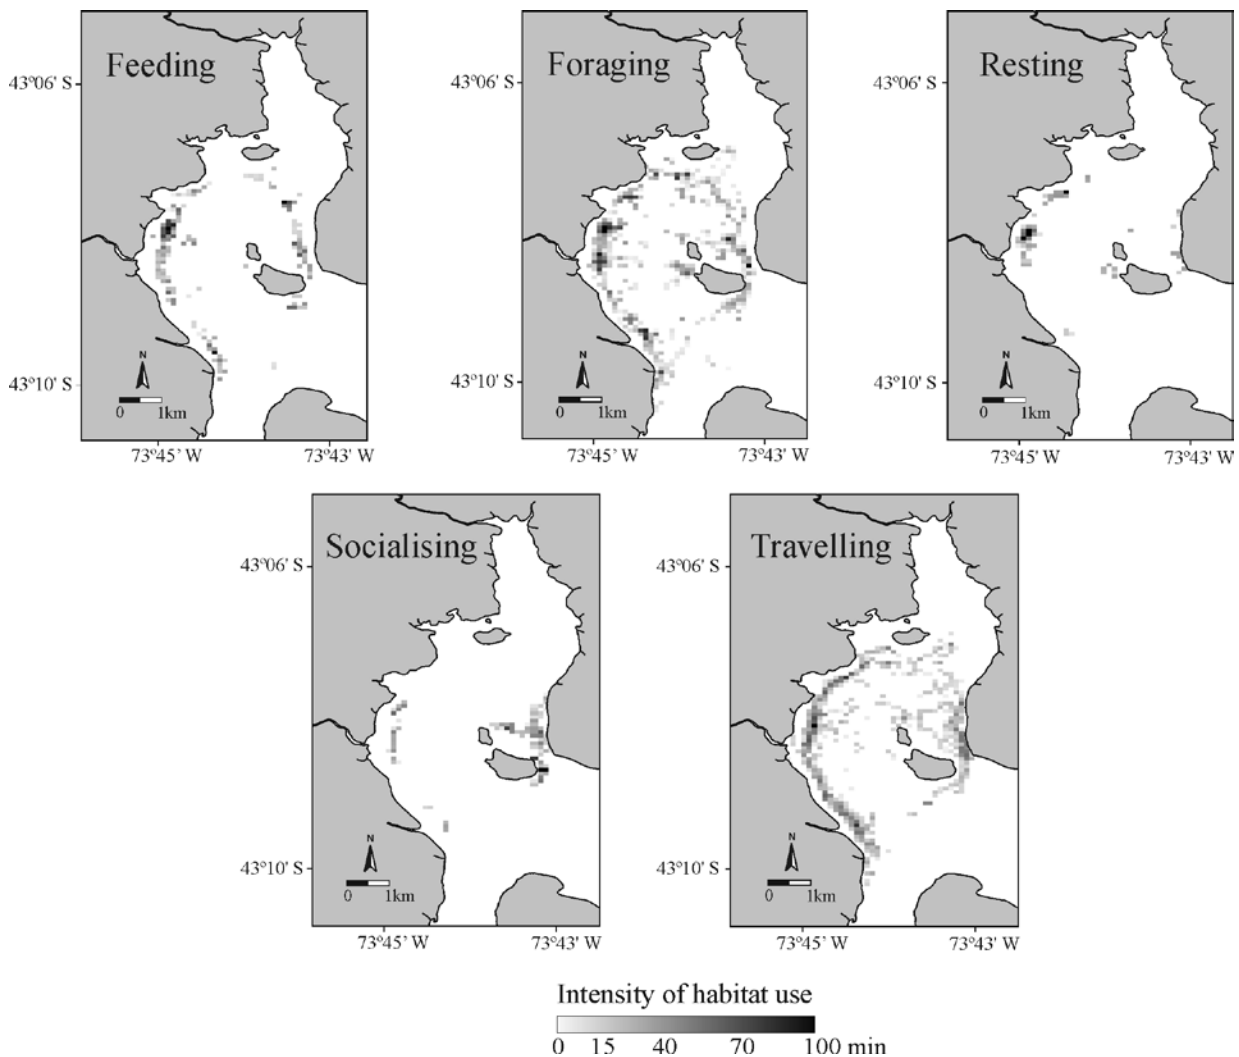 Feeding
43°06' S
43°10' S
N
0 1km
73°45' W 73°43' W
Foraging
43°06' S
43°10' S
N
0 1km
73°45' W 73°43' W
Resting
43°06' S
43°10' S
N
0 1km
73°45' W 73°43' W
Socialising
43°06' S
43°10' S
N
0 1km
73°45' W 73°43' W
Travelling
43°06' S
43°10' S
N
0 1km
73°45' W 73°43' W
Intensity of habitat use
0 15 40 70 100 min